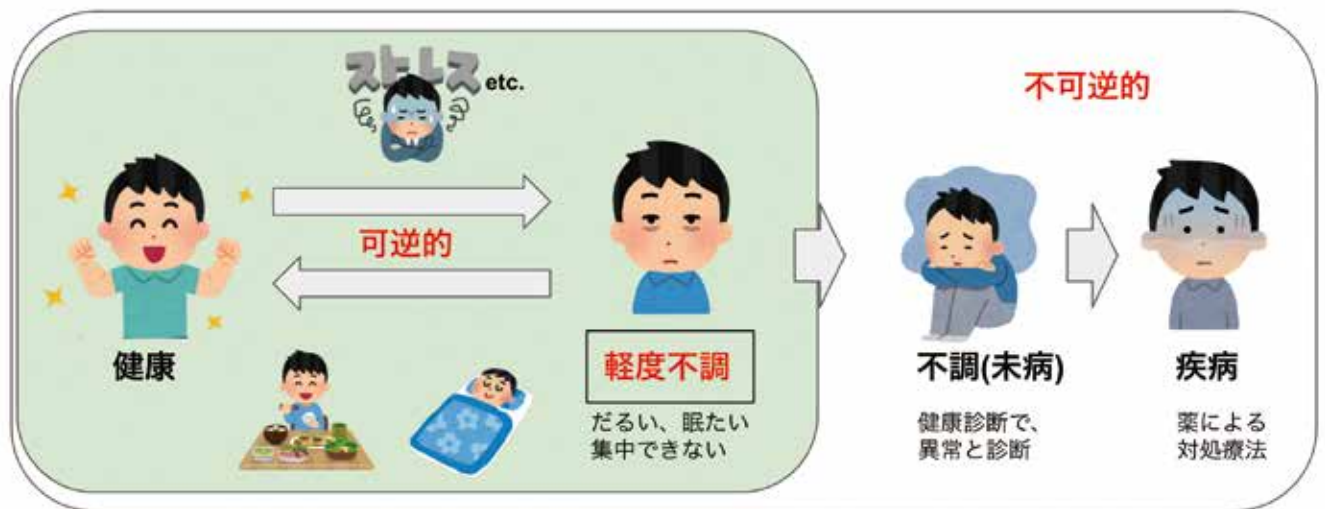 ストレス etc.
不可逆的
可逆的
健康
軽度不調
だるい、眠たい
集中できない
不調(未病)
健康診断で、
異常と診断
疾病
薬による
対処療法